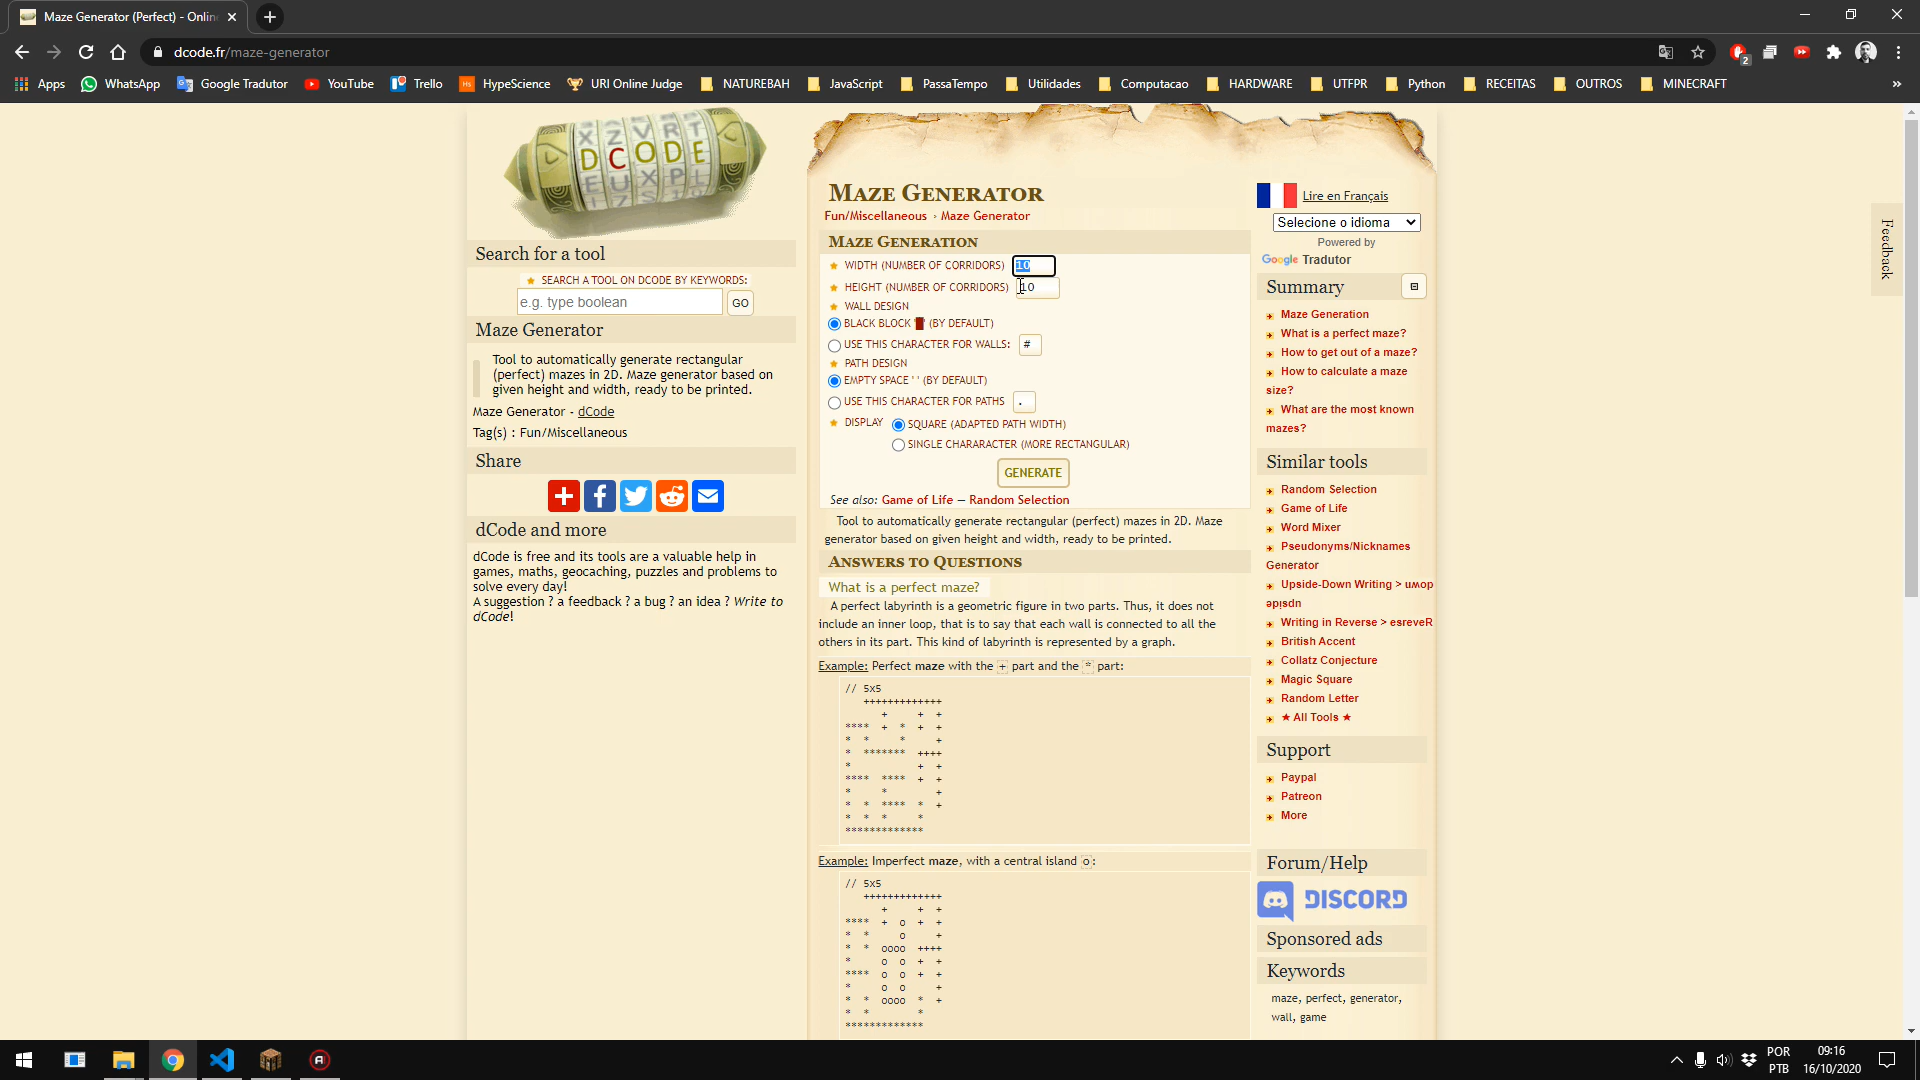 Maze Generator (Perfect) - Onlin
dcode.fr/maze-generator
2
Apps
WhatsApp
Google Tradutor
YouTube
Trello
HypeScience
URI Online Judge
NATUREBAH
JavaScript
PassaTempo
Utilidades
Computacao
HARDWARE
UTFPR
Python
RECEITAS
OUTROS
MINECRAFT
»
DCODE
Search for a tool
SEARCH A TOOL ON DCODE BY KEYWORDS:
e.g. type boolean
GO
Maze Generator
Tool to automatically generate rectangular
(perfect) mazes in 2D. Maze generator based on
given height and width, ready to be printed.
Maze Generator - dCode
Tag(s) : Fun/Miscellaneous
Share
dCode and more
dCode is free and its tools are a valuable help in
games, maths, geocaching, puzzles and problems to
solve every day!
A suggestion ? a feedback ? a bug ? an idea ? Write to
dCode!
MAZE GENERATOR
Fun/Miscellaneous › Maze Generator
MAZE GENERATION
WIDTH (NUMBER OF CORRIDORS) 10
HEIGHT (NUMBER OF CORRIDORS) 10
WALL DESIGN
BLACK BLOCK '█' (BY DEFAULT)
USE THIS CHARACTER FOR WALLS: #
PATH DESIGN
EMPTY SPACE ' ' (BY DEFAULT)
USE THIS CHARACTER FOR PATHS .
DISPLAY SQUARE (ADAPTED PATH WIDTH)
SINGLE CHARARACTER (MORE RECTANGULAR)
GENERATE
See also: Game of Life — Random Selection
Tool to automatically generate rectangular (perfect) mazes in 2D. Maze
generator based on given height and width, ready to be printed.
ANSWERS TO QUESTIONS
What is a perfect maze?
A perfect labyrinth is a geometric figure in two parts. Thus, it does not
include an inner loop, that is to say that each wall is connected to all the
others in its part. This kind of labyrinth is represented by a graph.
Example: Perfect maze with the + part and the * part:
// 5x5
   +++++++++++++
      +     +  +
****  +  *  +  +
*  *     *     +
*  *******  ++++
*           +  +
****  ****  +  +
*     *        +
*  *  ****  *  +
*  *  *     *
*************
Example: Imperfect maze, with a central island o:
// 5x5
   +++++++++++++
      +     +  +
****  +  o  +  +
*  *     o     +
*  *  oooo  ++++
*     o  o  +  +
****  o  o  +  +
*     o  o     +
*  *  oooo  *  +
*  *        *
*************
Lire en Français
Selecione o idioma
Powered by
Google Tradutor
Summary
Maze Generation
What is a perfect maze?
How to get out of a maze?
How to calculate a maze
size?
What are the most known
mazes?
Similar tools
Random Selection
Game of Life
Word Mixer
Pseudonyms/Nicknames
Generator
Upside-Down Writing > uʍop
ǝpᴉsdn
Writing in Reverse > esreveR
British Accent
Collatz Conjecture
Magic Square
Random Letter
★ All Tools ★
Support
Paypal
Patreon
More
Forum/Help
DISCORD
Sponsored ads
Keywords
maze, perfect, generator,
wall, game
Feedback
POR
PTB
09:16
16/10/2020